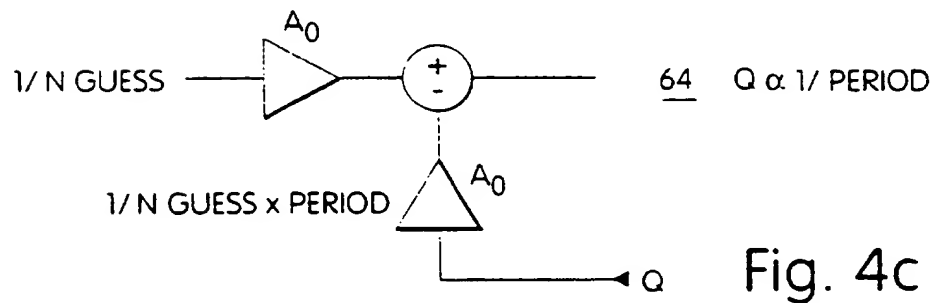 A0
1/ N GUESS
+
-
64 Q α 1/ PERIOD
A0
1/ N GUESS x PERIOD
Q
Fig. 4c